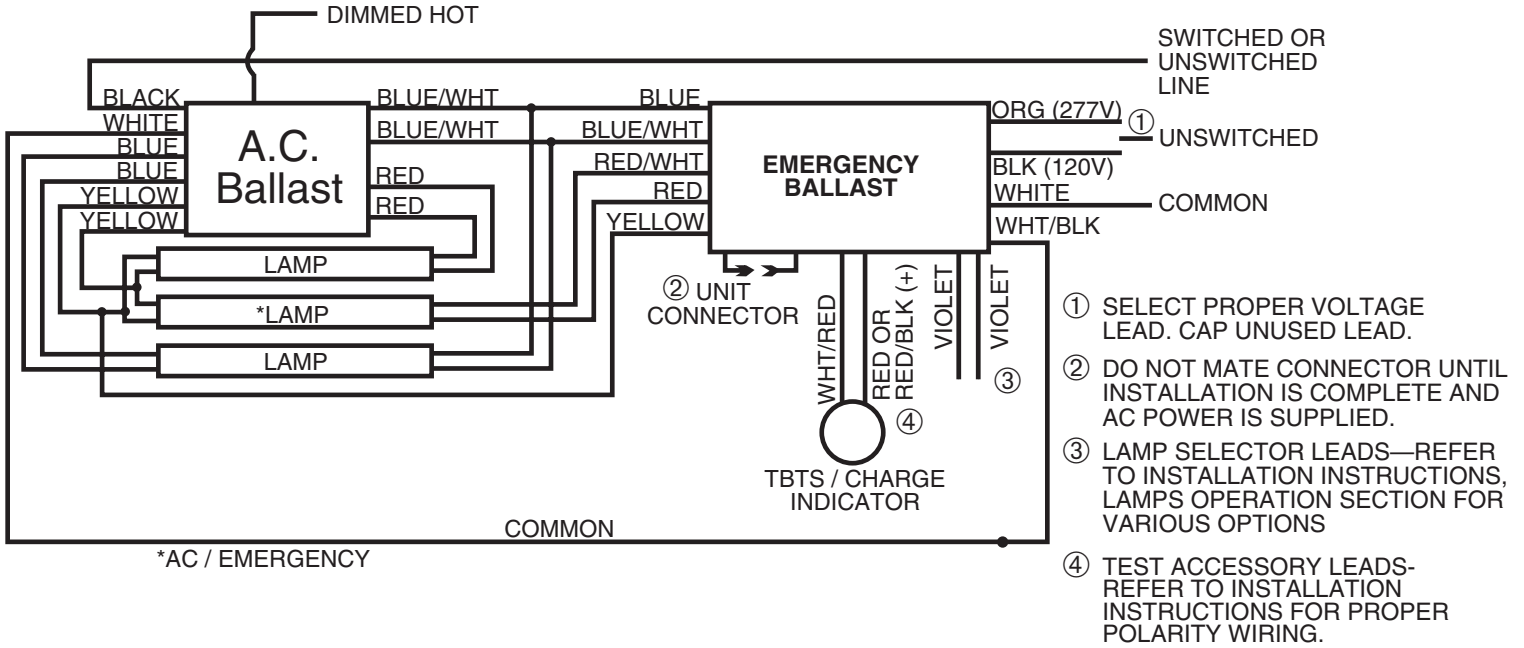 DIMMED HOT
SWITCHED OR
UNSWITCHED
LINE
BLACK
WHITE
BLUE
BLUE
YELLOW
YELLOW
A.C.
Ballast
BLUE/WHT
BLUE/WHT
RED
RED
BLUE
BLUE/WHT
RED/WHT
RED
YELLOW
EMERGENCY
BALLAST
ORG (277V)
① UNSWITCHED
BLK (120V)
WHITE
COMMON
WHT/BLK
LAMP
*LAMP
LAMP
② UNIT
CONNECTOR
WHT/RED
RED OR
RED/BLK (+)
VIOLET
VIOLET
③
④
TBTS / CHARGE
INDICATOR
COMMON
*AC / EMERGENCY
① SELECT PROPER VOLTAGE
LEAD. CAP UNUSED LEAD.
② DO NOT MATE CONNECTOR UNTIL
INSTALLATION IS COMPLETE AND
AC POWER IS SUPPLIED.
③ LAMP SELECTOR LEADS—REFER
TO INSTALLATION INSTRUCTIONS,
LAMPS OPERATION SECTION FOR
VARIOUS OPTIONS
④ TEST ACCESSORY LEADS-
REFER TO INSTALLATION
INSTRUCTIONS FOR PROPER
POLARITY WIRING.